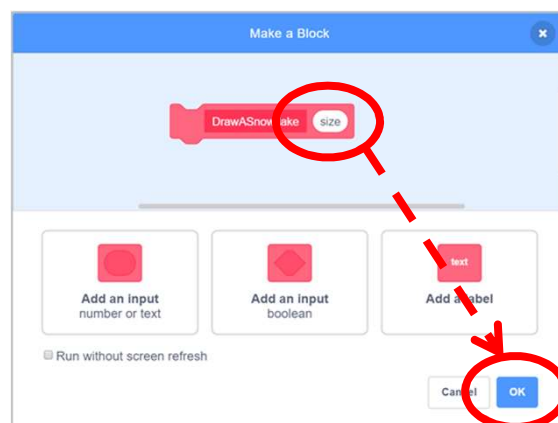 Make a Block
DrawASnowflake size
text
Add an input
number or text
Add an input
boolean
Add a label
Run without screen refresh
Cancel
OK